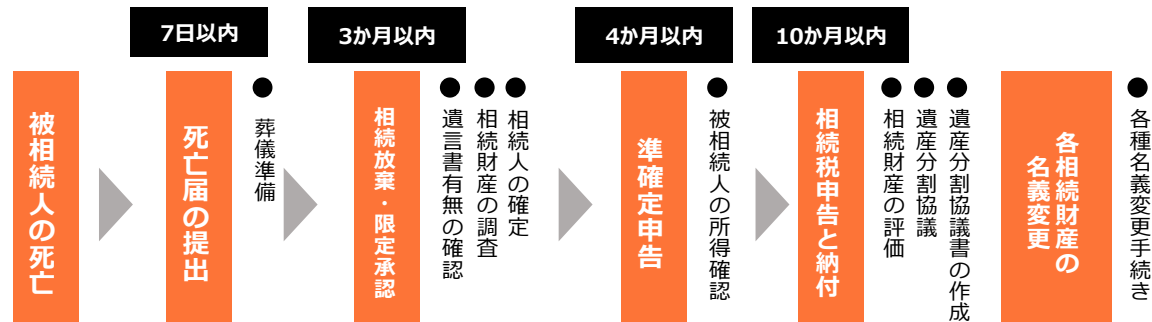 被相続人の死亡
7日以内
死亡届の提出
● 葬儀準備
3か月以内
相続放棄・限定承認
● 遺言書有無の確認
● 相続財産の調査
● 相続人の確定
4か月以内
準確定申告
● 被相続人の所得確認
10か月以内
相続税申告と納付
● 相続財産の評価
● 遺産分割協議
● 遺産分割協議書の作成
各相続財産の
名義変更
● 各種名義変更手続き